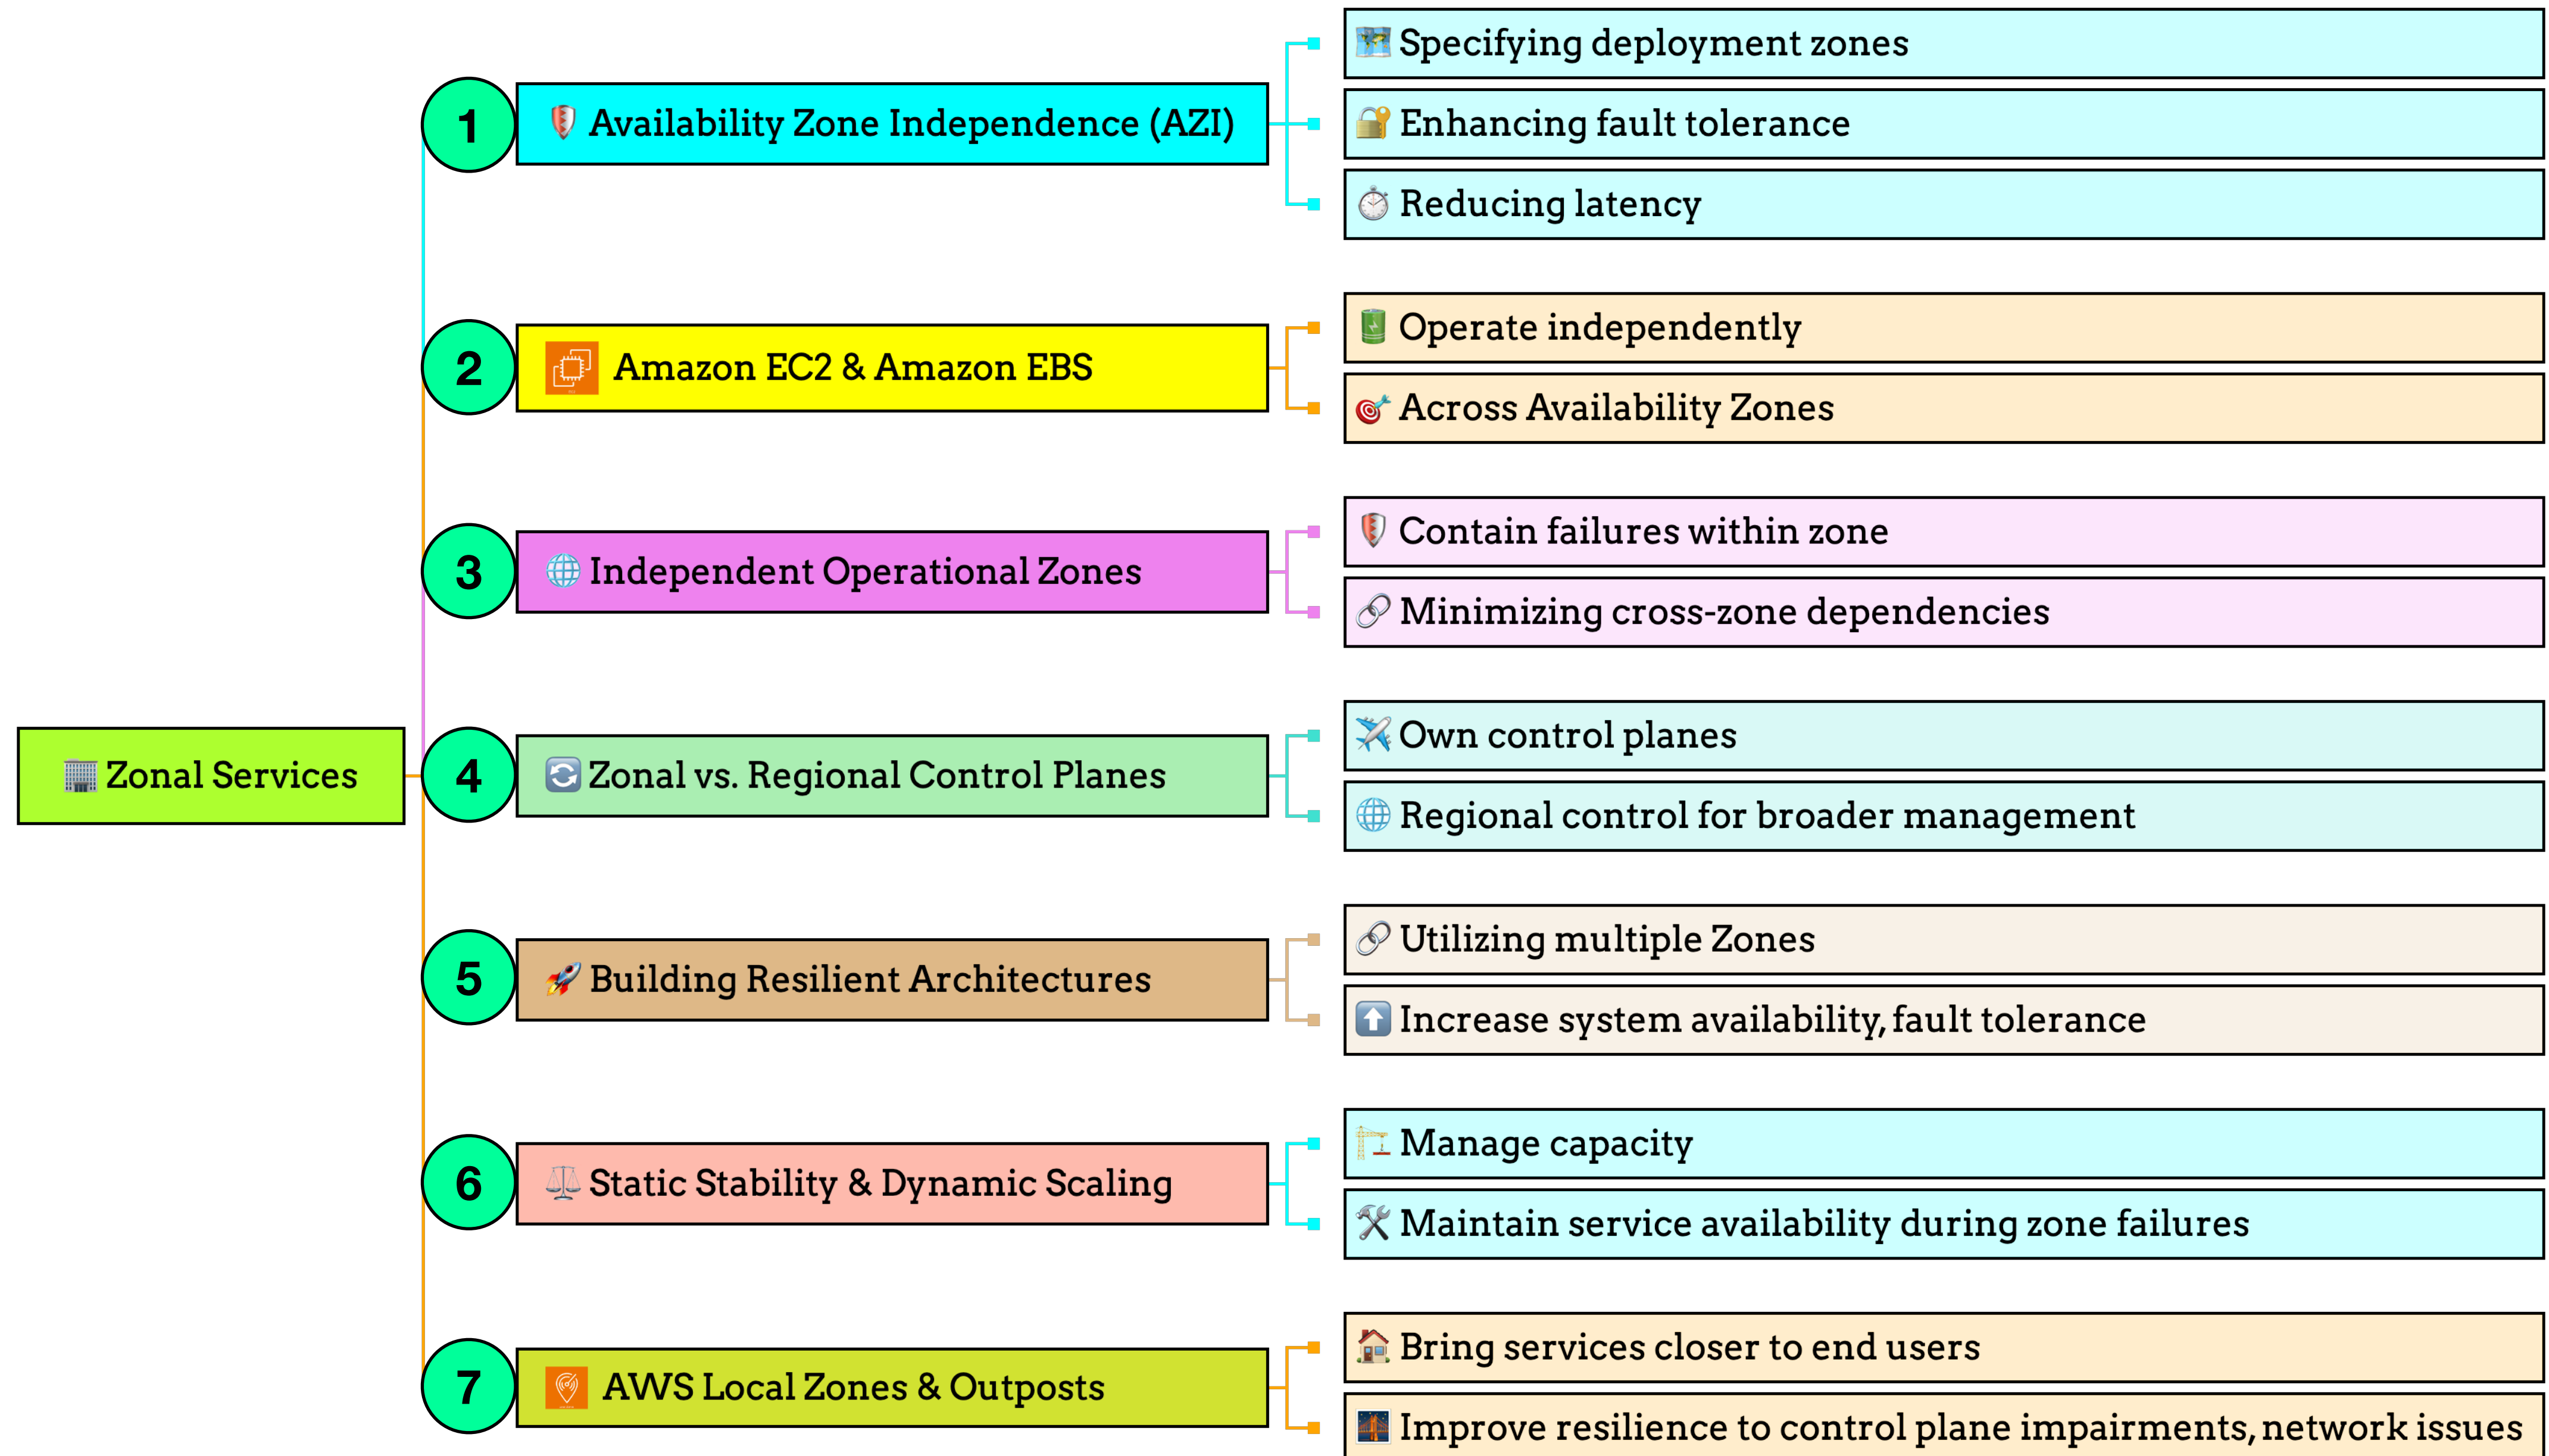 Zonal Services
1
Availability Zone Independence (AZI)
Specifying deployment zones
Enhancing fault tolerance
Reducing latency
2
Amazon EC2 & Amazon EBS
Operate independently
Across Availability Zones
3
Independent Operational Zones
Contain failures within zone
Minimizing cross-zone dependencies
4
Zonal vs. Regional Control Planes
Own control planes
Regional control for broader management
5
Building Resilient Architectures
Utilizing multiple Zones
Increase system availability, fault tolerance
6
Static Stability & Dynamic Scaling
Manage capacity
Maintain service availability during zone failures
7
AWS Local Zones & Outposts
Bring services closer to end users
Improve resilience to control plane impairments, network issues